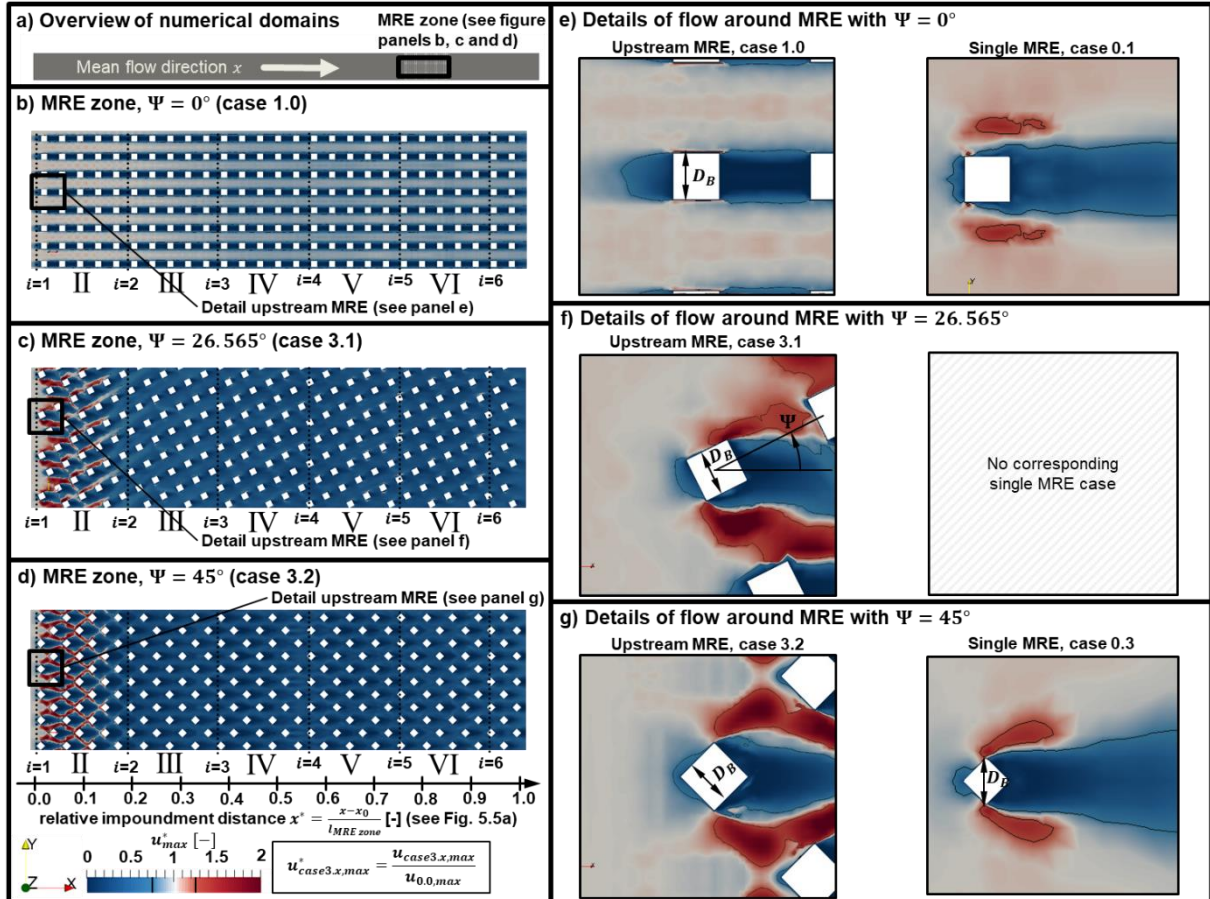 a) Overview of numerical domains
MRE zone (see figure
panels b, c and d)
Mean flow direction x
b) MRE zone, Ψ = 0° (case 1.0)
i=1 II i=2 III i=3 IV i=4 V i=5 VI i=6
Detail upstream MRE (see panel e)
c) MRE zone, Ψ = 26.565° (case 3.1)
i=1 II i=2 III i=3 IV i=4 V i=5 VI i=6
Detail upstream MRE (see panel f)
d) MRE zone, Ψ = 45° (case 3.2)
Detail upstream MRE (see panel g)
i=1 II i=2 III i=3 IV i=4 V i=5 VI i=6
0.0 0.1 0.2 0.3 0.4 0.5 0.6 0.7 0.8 0.9 1.0
relative impoundment distance x* = (x−x₀)/(l_MRE zone) [-] (see Fig. 5.5a)
u*_max [−]
0 0.5 1 1.5 2
Y
Z X
u*_case3.x,max = u_case3.x,max / u_0.0,max
e) Details of flow around MRE with Ψ = 0°
Upstream MRE, case 1.0
D_B
Single MRE, case 0.1
Y
f) Details of flow around MRE with Ψ = 26.565°
Upstream MRE, case 3.1
Ψ
D_B
x
No corresponding
single MRE case
g) Details of flow around MRE with Ψ = 45°
Upstream MRE, case 3.2
D_B
x
Single MRE, case 0.3
D_B